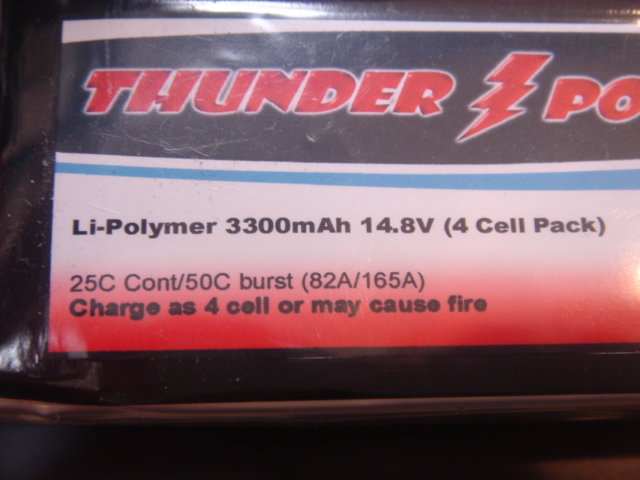 THUNDER PO
Li-Polymer 3300mAh 14.8V (4 Cell Pack)
25C Cont/50C burst (82A/165A)
Charge as 4 cell or may cause fire